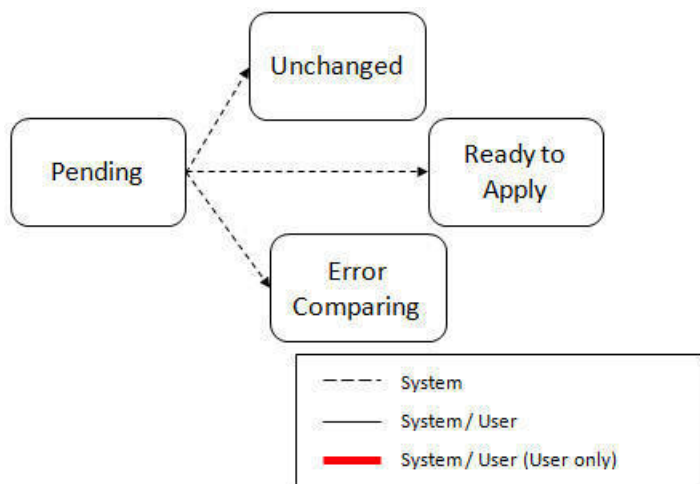 Unchanged
Pending
Ready to
Apply
Error
Comparing
System
System / User
System / User (User only)